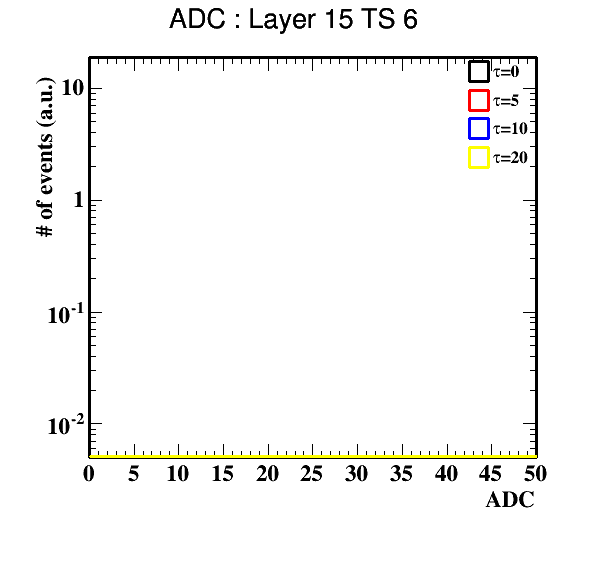 ADC : Layer 15 TS 6
# of events (a.u.)
10
1
10⁻¹
10⁻²
τ=0
τ=5
τ=10
τ=20
0 5 10 15 20 25 30 35 40 45 50
ADC